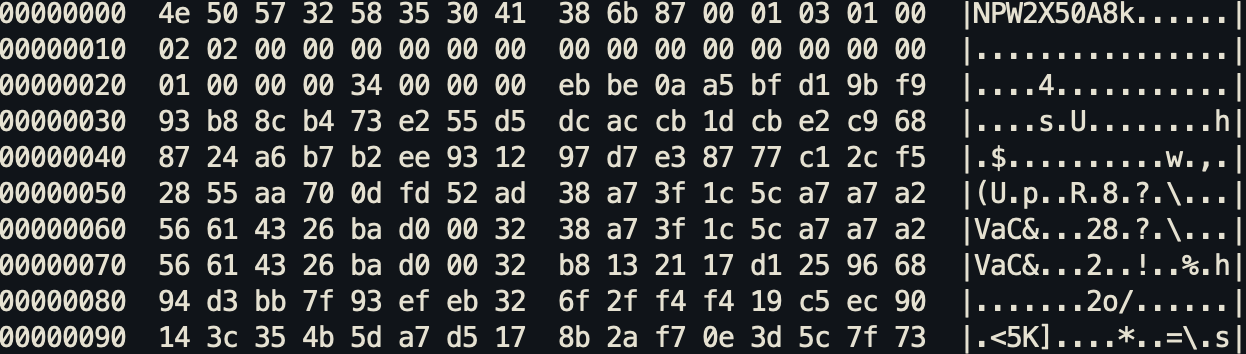 00000000  4e 50 57 32 58 35 30 41  38 6b 87 00 01 03 01 00  |NPW2X50A8k......|
00000010  02 02 00 00 00 00 00 00  00 00 00 00 00 00 00 00  |................|
00000020  01 00 00 00 34 00 00 00  eb be 0a a5 bf d1 9b f9  |....4...........|
00000030  93 b8 8c b4 73 e2 55 d5  dc ac cb 1d cb e2 c9 68  |....s.U........h|
00000040  87 24 a6 b7 b2 ee 93 12  97 d7 e3 87 77 c1 2c f5  |.$..........w.,.|
00000050  28 55 aa 70 0d fd 52 ad  38 a7 3f 1c 5c a7 a7 a2  |(U.p..R.8.?.\...|
00000060  56 61 43 26 ba d0 00 32  38 a7 3f 1c 5c a7 a7 a2  |VaC&...28.?.\...|
00000070  56 61 43 26 ba d0 00 32  b8 13 21 17 d1 25 96 68  |VaC&...2..!..%.h|
00000080  94 d3 bb 7f 93 ef eb 32  6f 2f f4 f4 19 c5 ec 90  |.......2o/......|
00000090  14 3c 35 4b 5d a7 d5 17  8b 2a f7 0e 3d 5c 7f 73  |.<5K]....*..=\.s|